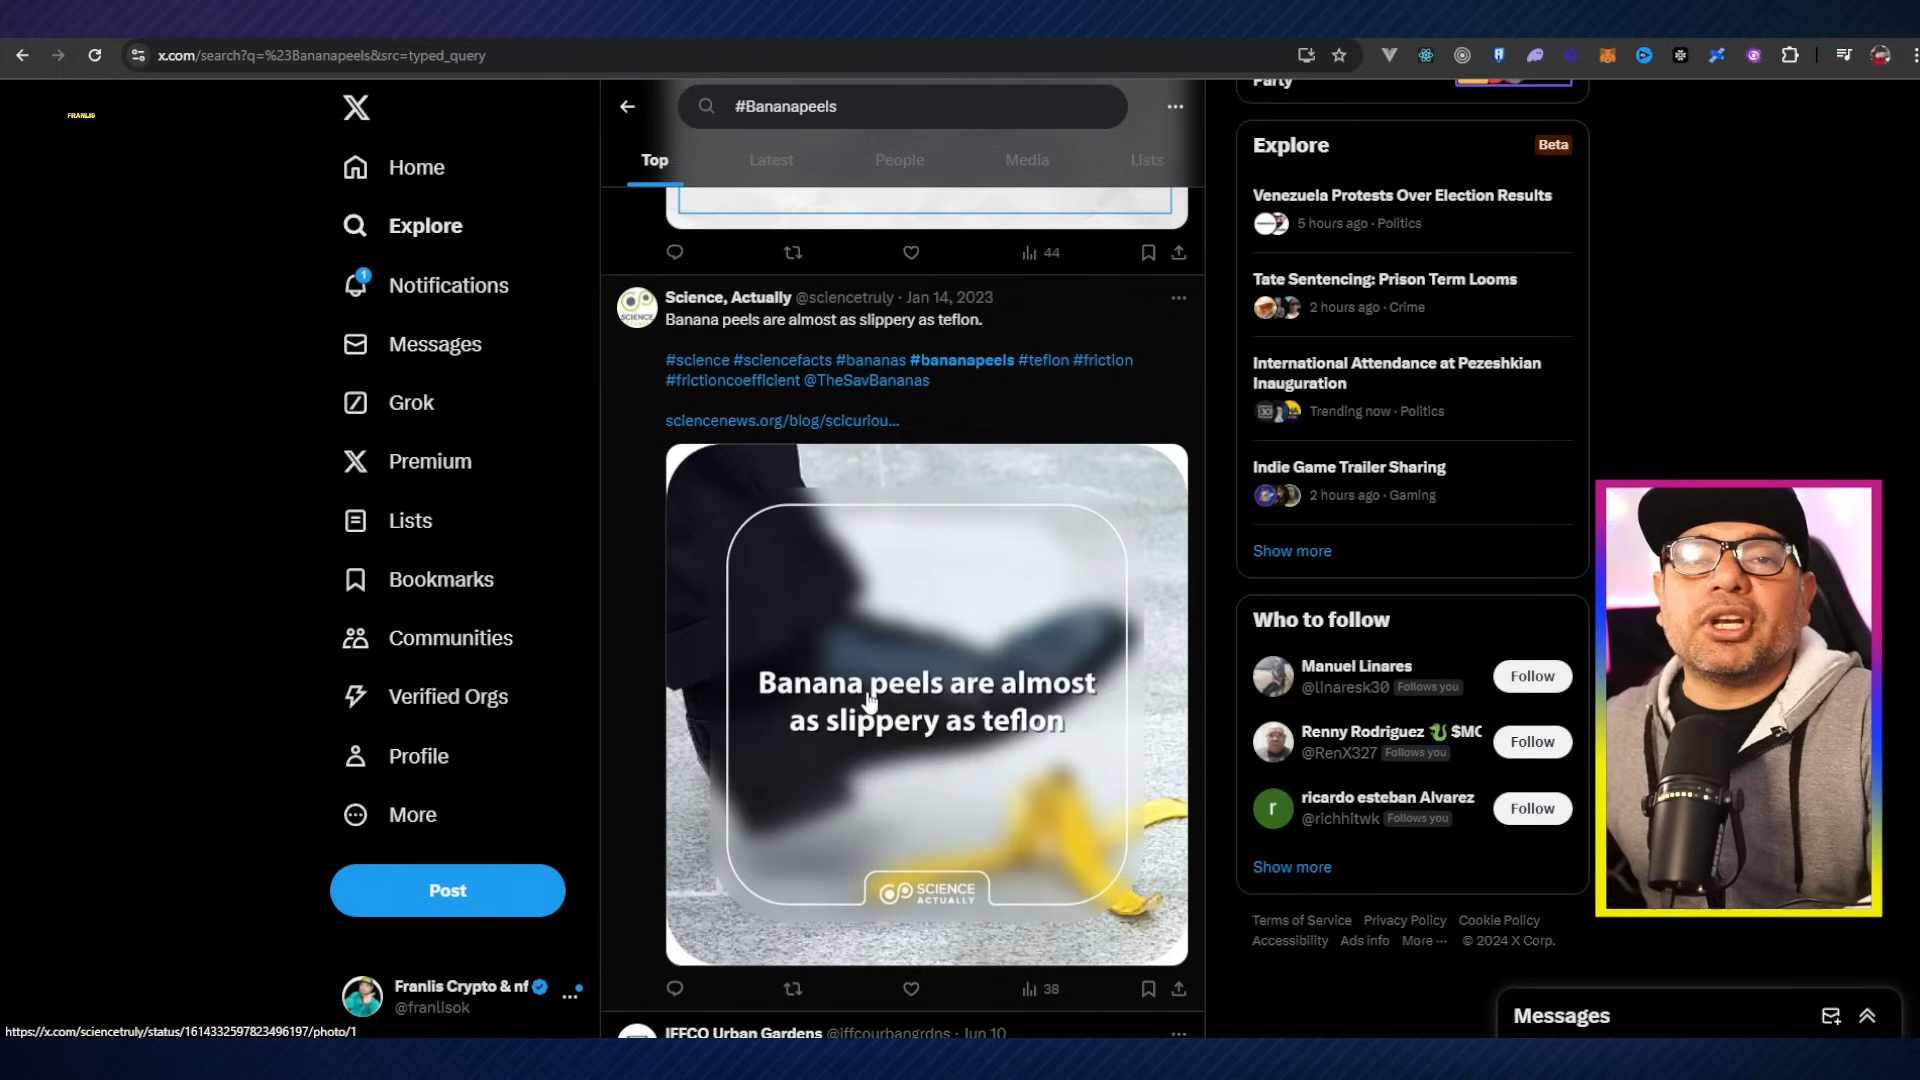 x.com/search?q=%23Bananapeels&src=typed_query
FRANLIS
Home
Explore
1
Notifications
Messages
Grok
Premium
Lists
Bookmarks
Communities
Verified Orgs
Profile
More
Post
Franlis Crypto & nf
@franlisok
https://x.com/sciencetruly/status/1614332597823496197/photo/1
#Bananapeels
Top
Latest
People
Media
Lists
44
Science, Actually @sciencetruly · Jan 14, 2023
Banana peels are almost as slippery as teflon.
#science #sciencefacts #bananas #bananapeels #teflon #friction
#frictioncoefficient @TheSavBananas
sciencenews.org/blog/scicuriou...
Banana peels are almost
as slippery as teflon
SCIENCE
ACTUALLY
38
IFFCO Urban Gardens @iffcourbangrdns · Jun 10
Party
Explore
Beta
Venezuela Protests Over Election Results
5 hours ago · Politics
Tate Sentencing: Prison Term Looms
2 hours ago · Crime
International Attendance at Pezeshkian
Inauguration
Trending now · Politics
Indie Game Trailer Sharing
2 hours ago · Gaming
Show more
Who to follow
Manuel Linares
@linaresk30 Follows you
Follow
Renny Rodriguez 🐉 $MC
@RenX327 Follows you
Follow
r
ricardo esteban Alvarez
@richhitwk Follows you
Follow
Show more
Terms of Service Privacy Policy Cookie Policy
Accessibility Ads info More ··· © 2024 X Corp.
Messages